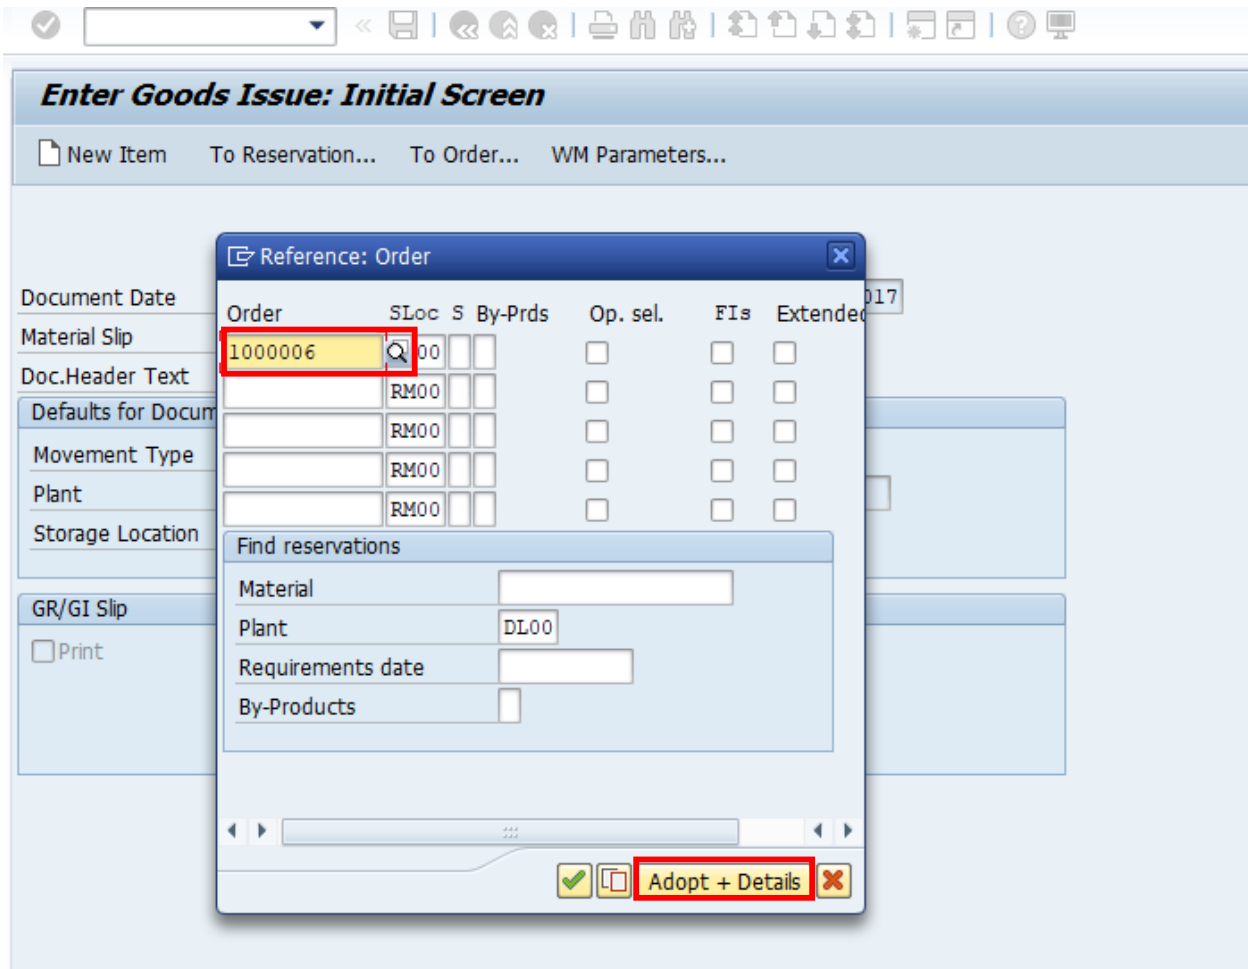 Enter Goods Issue: Initial Screen
New Item To Reservation... To Order... WM Parameters...
Reference: Order
Document Date 017
Order SLoc S By-Prds Op. sel. FIs Extended
Material Slip
1000006 00
Doc.Header Text
RM00
Defaults for Docum
RM00
Movement Type
RM00
Plant
RM00
Storage Location
Find reservations
Material
GR/GI Slip
Plant DL00
Print
Requirements date
By-Products
Adopt + Details